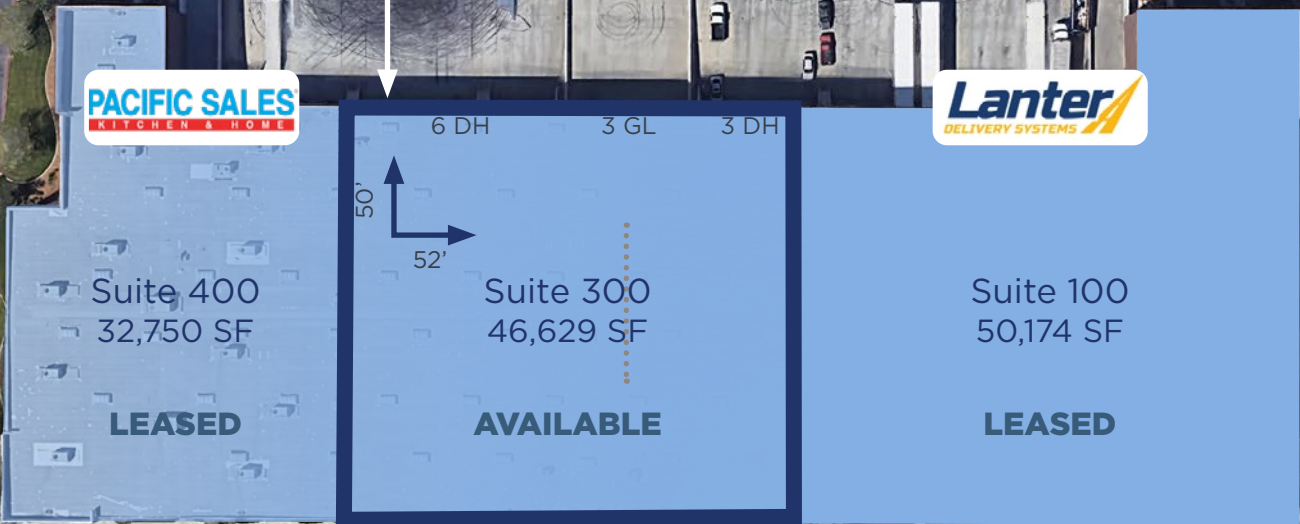 PACIFIC SALES
KITCHEN & HOME
Lanter
DELIVERY SYSTEMS
6 DH
3 GL
3 DH
50’
52’
Suite 400
32,750 SF
LEASED
Suite 300
46,629 SF
AVAILABLE
Suite 100
50,174 SF
LEASED